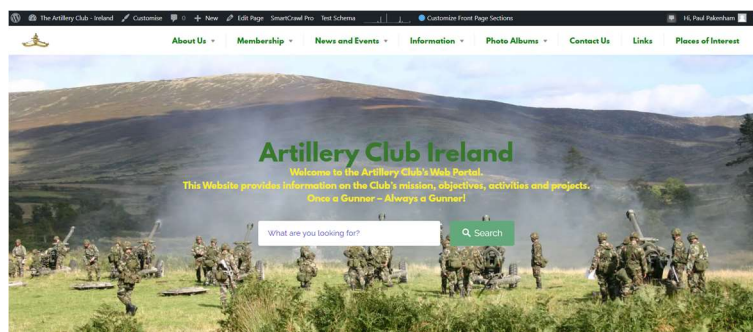 The Artillery Club - Ireland Customise 0 + New Edit Page SmartCrawl Pro Test Schema Customize Front Page Sections Hi, Paul Pakenham
About Us Membership News and Events Information Photo Albums Contact Us Links Places of Interest
Artillery Club Ireland
Welcome to the Artillery Club's Web Portal.
This Website provides information on the Club's mission, objectives, activities and projects.
Once a Gunner – Always a Gunner!
What are you looking for? Search